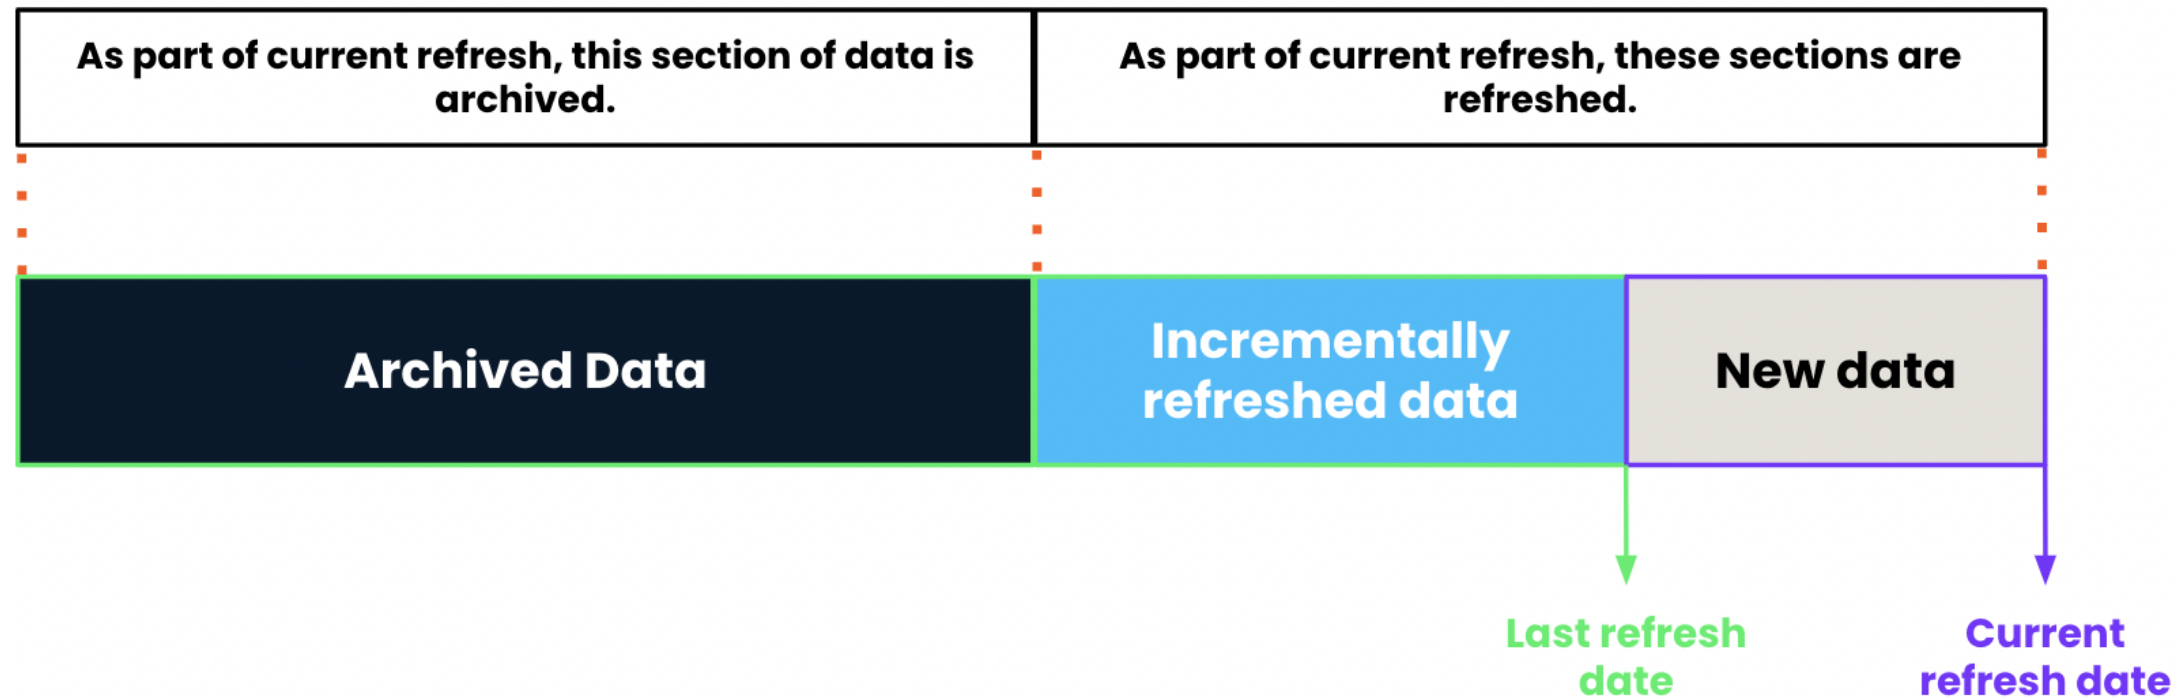 As part of current refresh, this section of data is
archived.
As part of current refresh, these sections are
refreshed.
Archived Data
Incrementally
refreshed data
New data
Last refresh
date
Current
refresh date